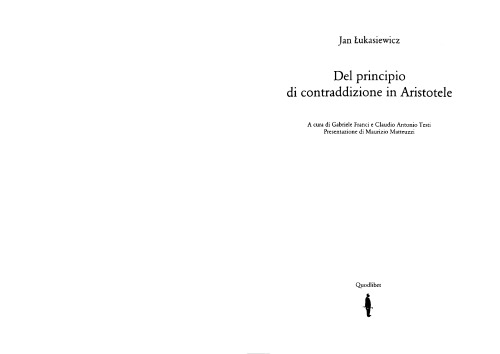 Jan Łukasiewicz
Del principio
di contraddizione in Aristotele
A cura di Gabriele Franci e Claudio Antonio Testi
Presentazione di Maurizio Matteuzzi
Quodlibet